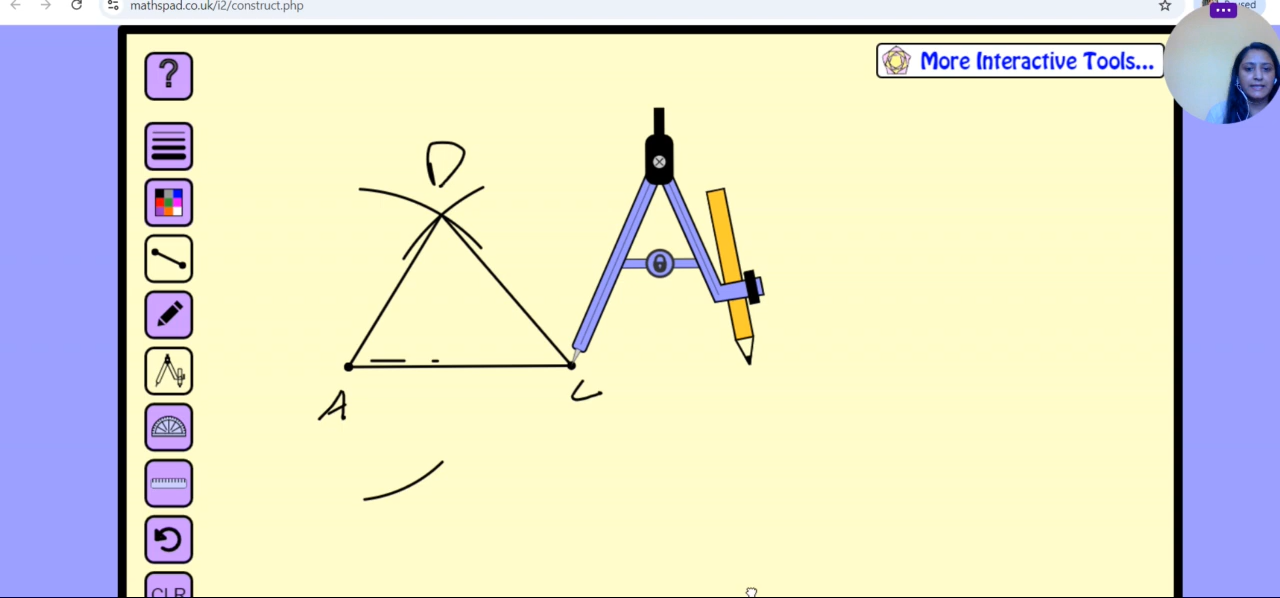 mathspad.co.uk/i2/construct.php
?
More Interactive Tools...
D
A
C
CLR